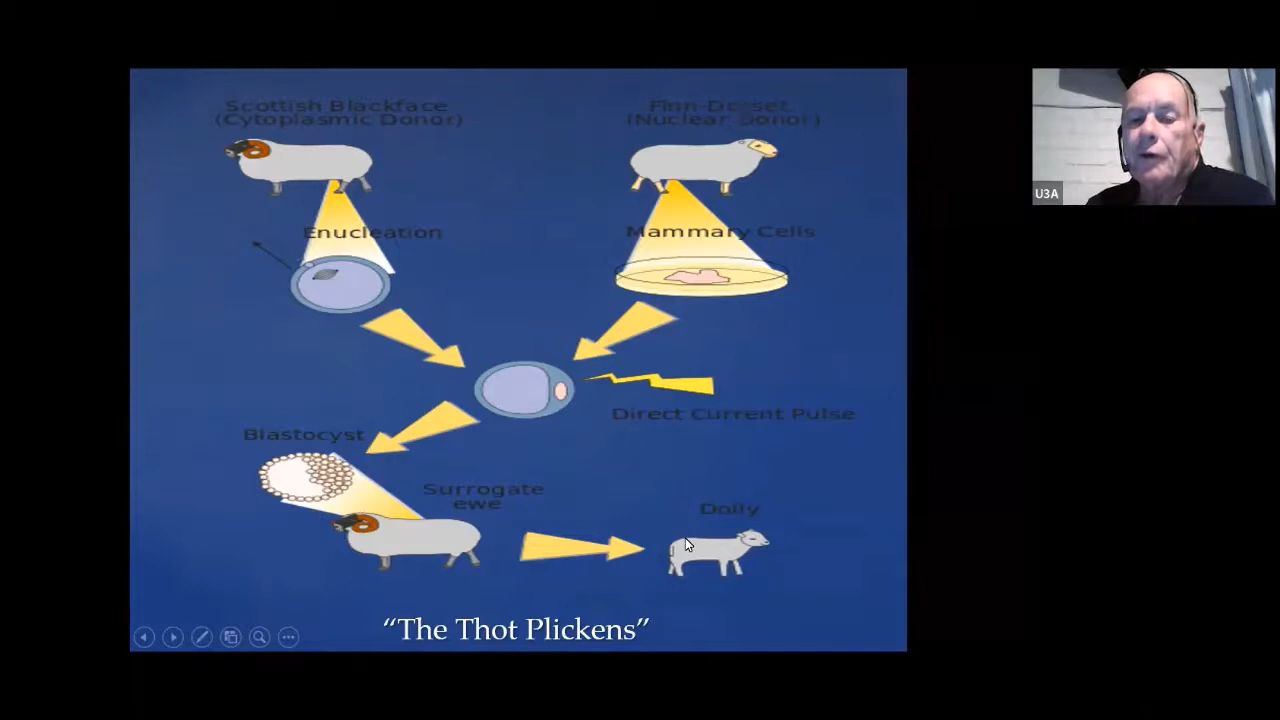 Scottish Blackface
(Cytoplasmic Donor)
Finn-Dorset
(Nuclear Donor)
U3A
Enucleation
Mammary Cells
Direct Current Pulse
Blastocyst
Surrogate
ewe
Dolly
“The Thot Plickens”